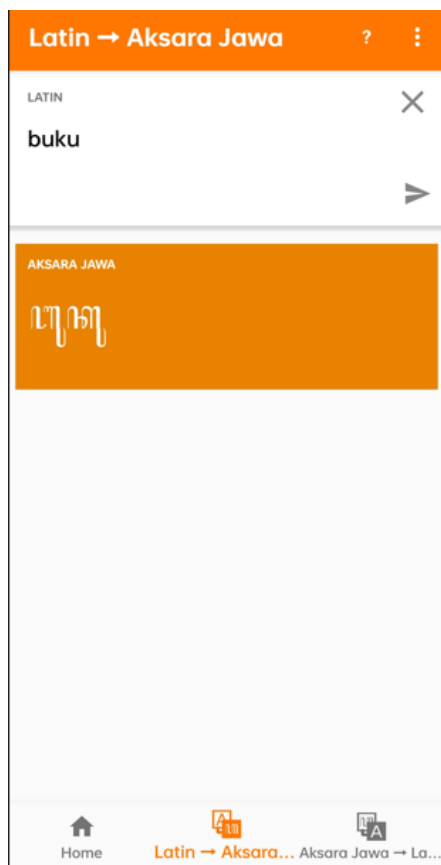 Latin → Aksara Jawa ?
LATIN
buku
AKSARA JAWA
ꦧꦸꦏꦸ
Home
Latin → Aksara...
Aksara Jawa → La...